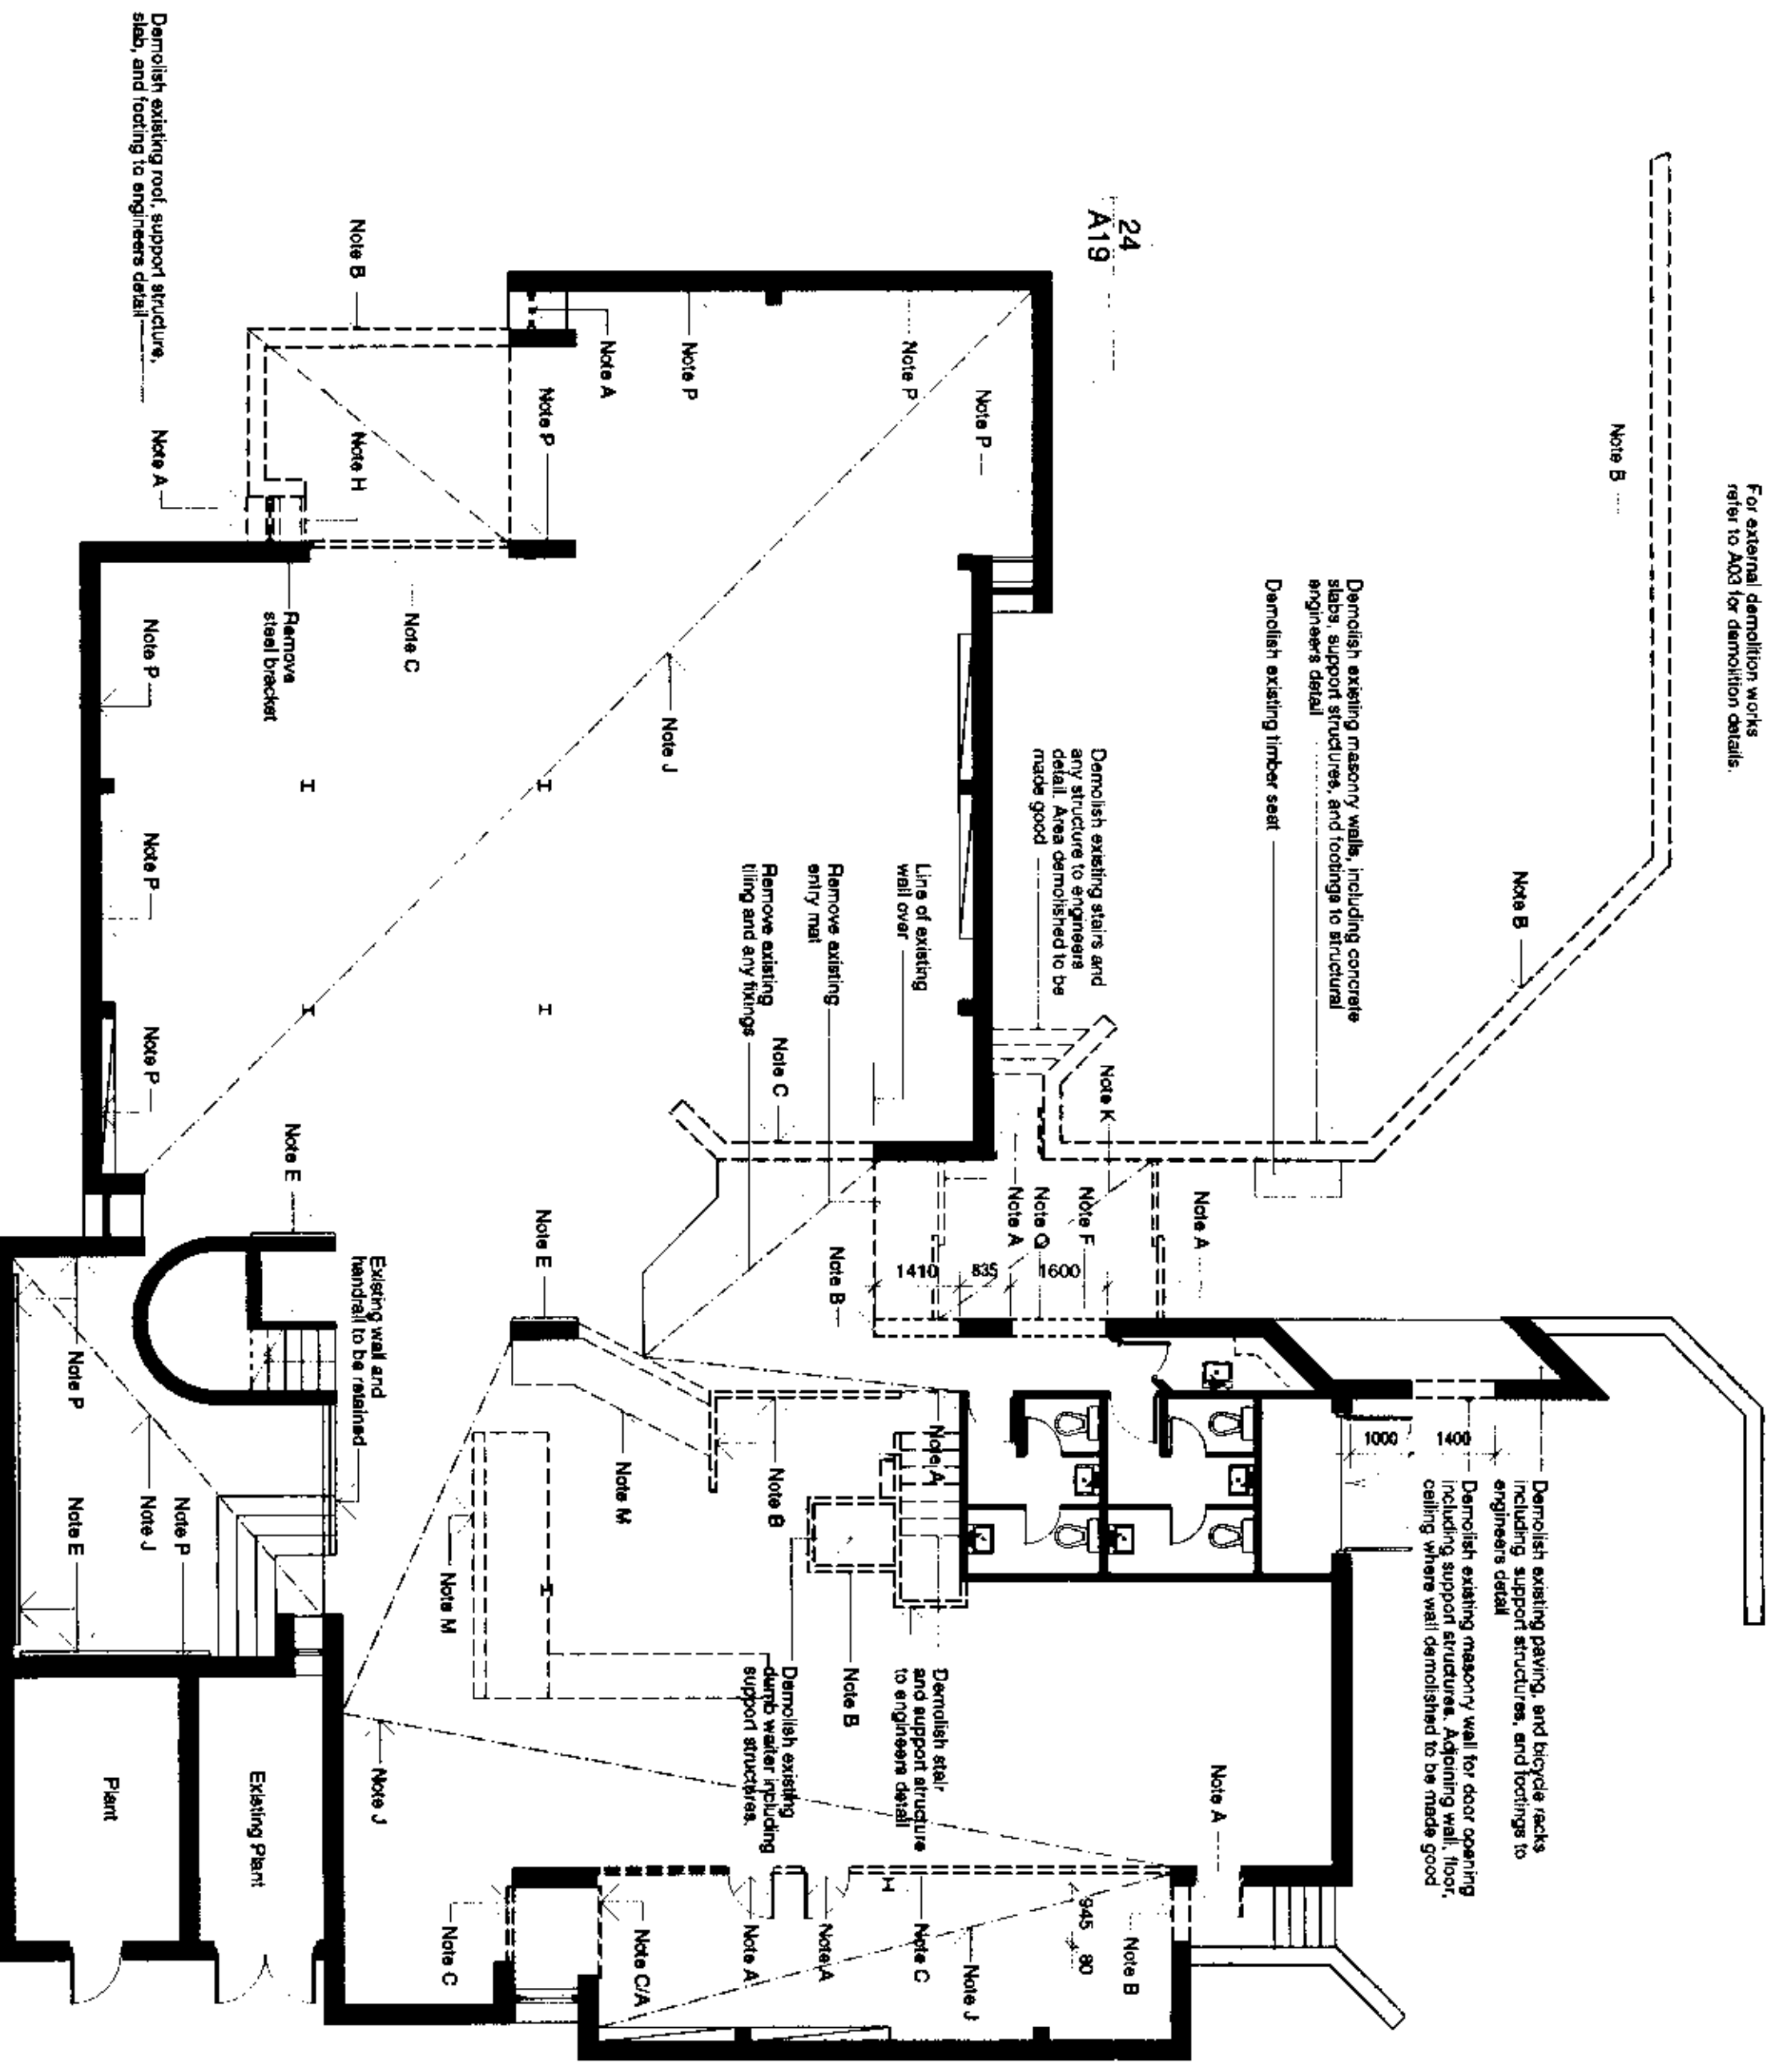 For external demolition works
refer to A03 for demolition details.
Note B
Note B
Demolish existing masonry walls, including concrete
slabs, support structures, and footings to structural
engineers detail
Demolish existing timber seat
24
A19
Demolish existing stairs and
any structure to engineers
detail. Area demolished to be
made good
Note K
Note A
Note F
Note Q
Note A
1600
835
1410
Line of existing
wall over
Remove existing
entry mat
Remove existing
tiling and any fixings
Note C
Note B
Note P
Note P
Note P
Note A
Note P
Note B
Note H
Note A
Demolish existing roof, support structure,
slab, and footing to engineers detail
Note C
Remove
steel bracket
Note J
Note P
Note P
Note P
Note E
Note E
Existing wall and
handrail to be retained
Note P
Note J
Note P
Note E
1000
1400
Demolish existing paving, and bicycle racks
including support structures, and footings to
engineers detail
Demolish existing masonry wall for door opening
including support structures. Adjoining wall, floor,
ceiling where wall demolished to be made good
Note A
Note B
Note M
Note M
Demolish stair
and support structure
to engineers detail
Note B
Demolish existing
dumb waiter including
support structures.
Note A
Note J
945
80
Note B
Note J
Note C
Note A
Note A
Note C/A
Note C
Existing Plant
Plant